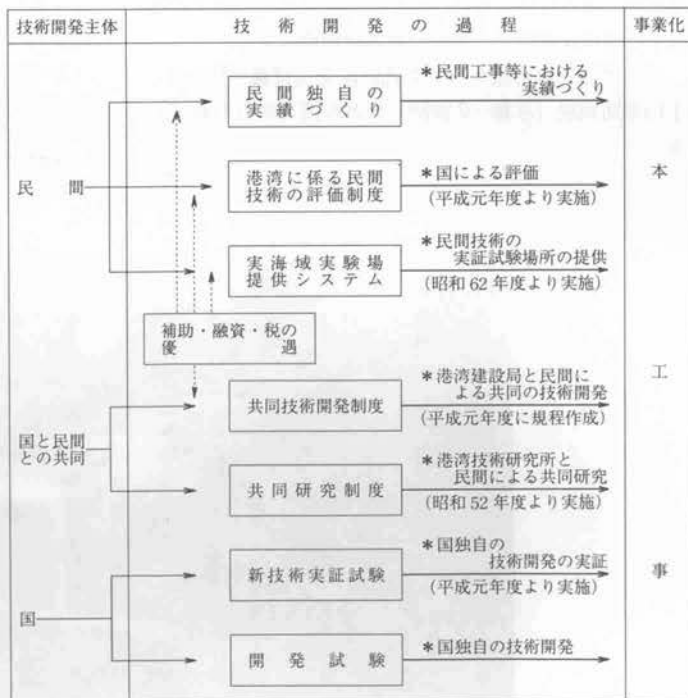 技術開発主体
技術開発の過程
事業化
民間
民間独自の
実績づくり
*民間工事等における
実績づくり
港湾に係る民間
技術の評価制度
*国による評価
(平成元年度より実施)
実海域実験場
提供システム
*民間技術の
実証試験場所の提供
(昭和62年度より実施)
補助・融資・税の
優遇
国と民間
との共同
共同技術開発制度
*港湾建設局と民間に
よる共同の技術開発
(平成元年度に規程作成)
共同研究制度
*港湾技術研究所と
民間による共同研究
(昭和52年度より実施)
国
新技術実証試験
*国独自の
技術開発の実証
(平成元年度より実施)
開発試験
*国独自の技術開発
本
工
事